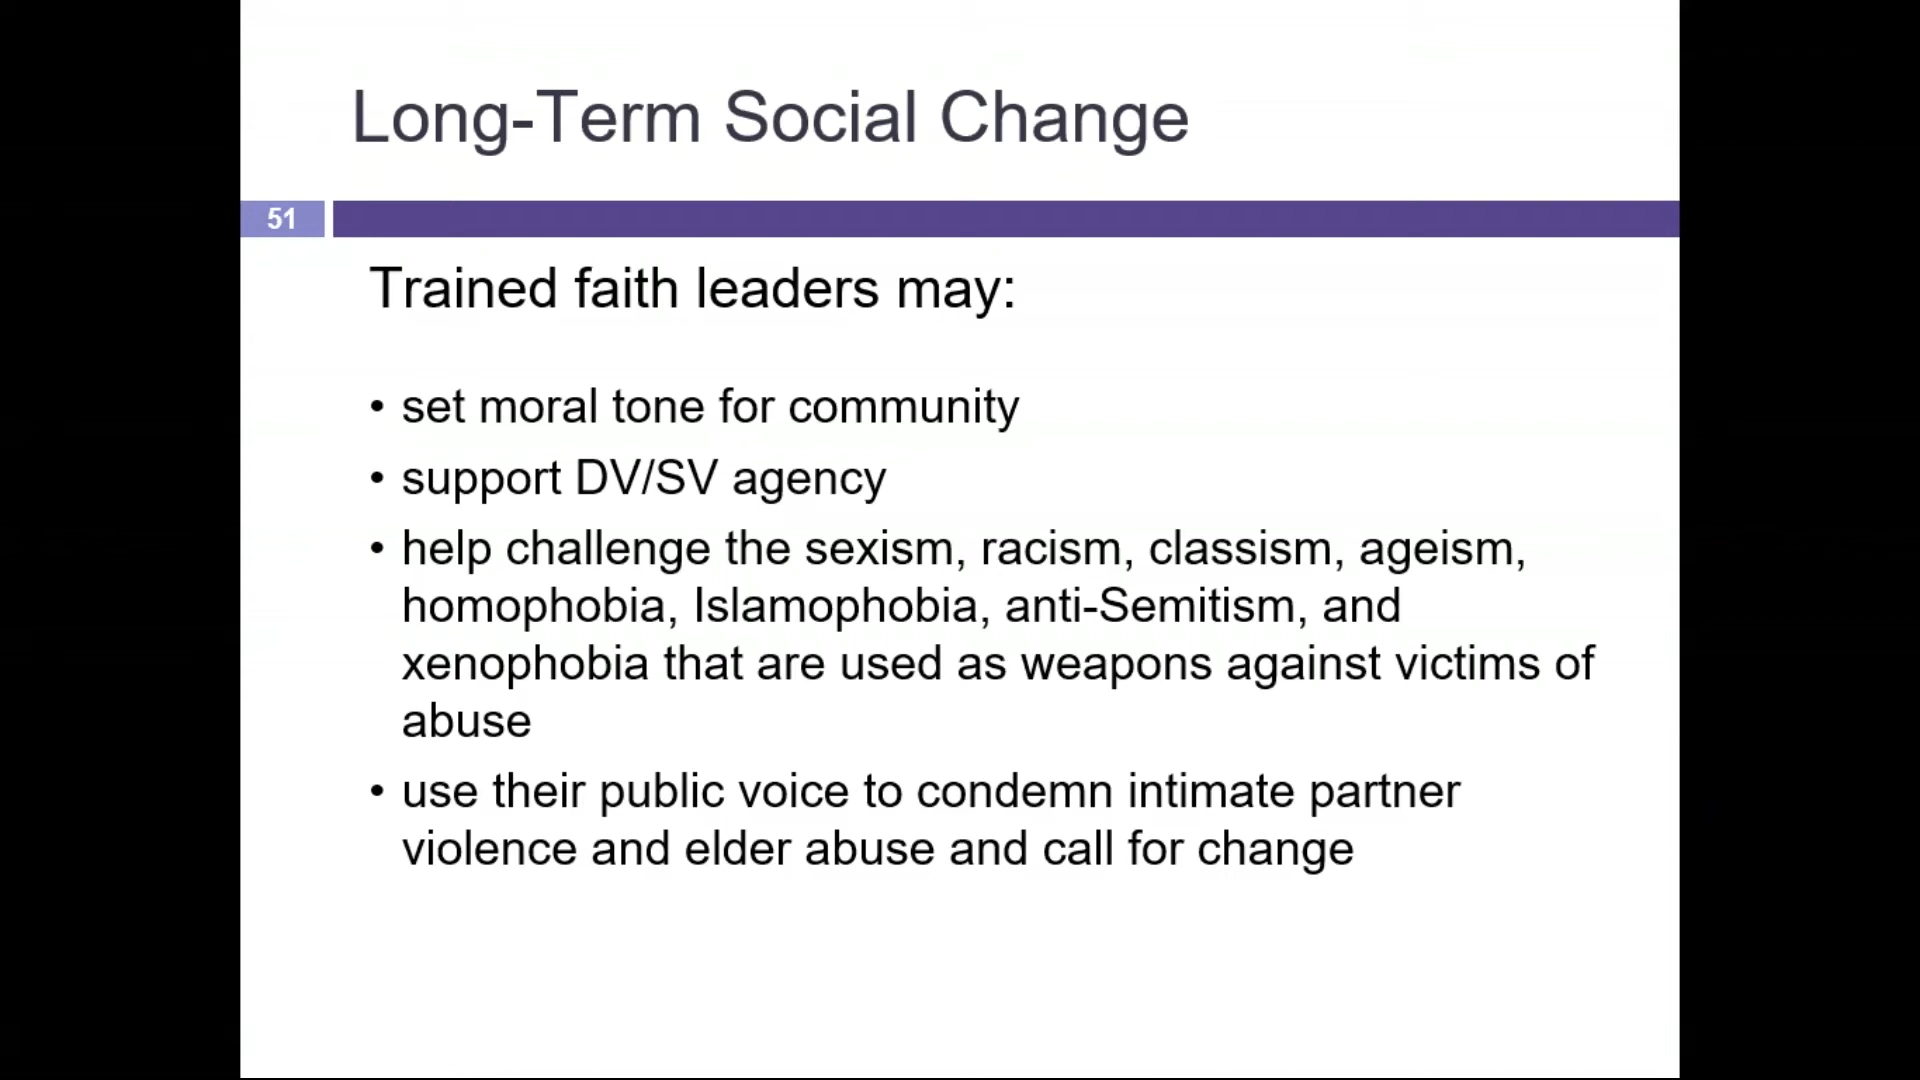 Long-Term Social Change
51
Trained faith leaders may:
• set moral tone for community
• support DV/SV agency
• help challenge the sexism, racism, classism, ageism,
homophobia, Islamophobia, anti-Semitism, and
xenophobia that are used as weapons against victims of
abuse
• use their public voice to condemn intimate partner
violence and elder abuse and call for change